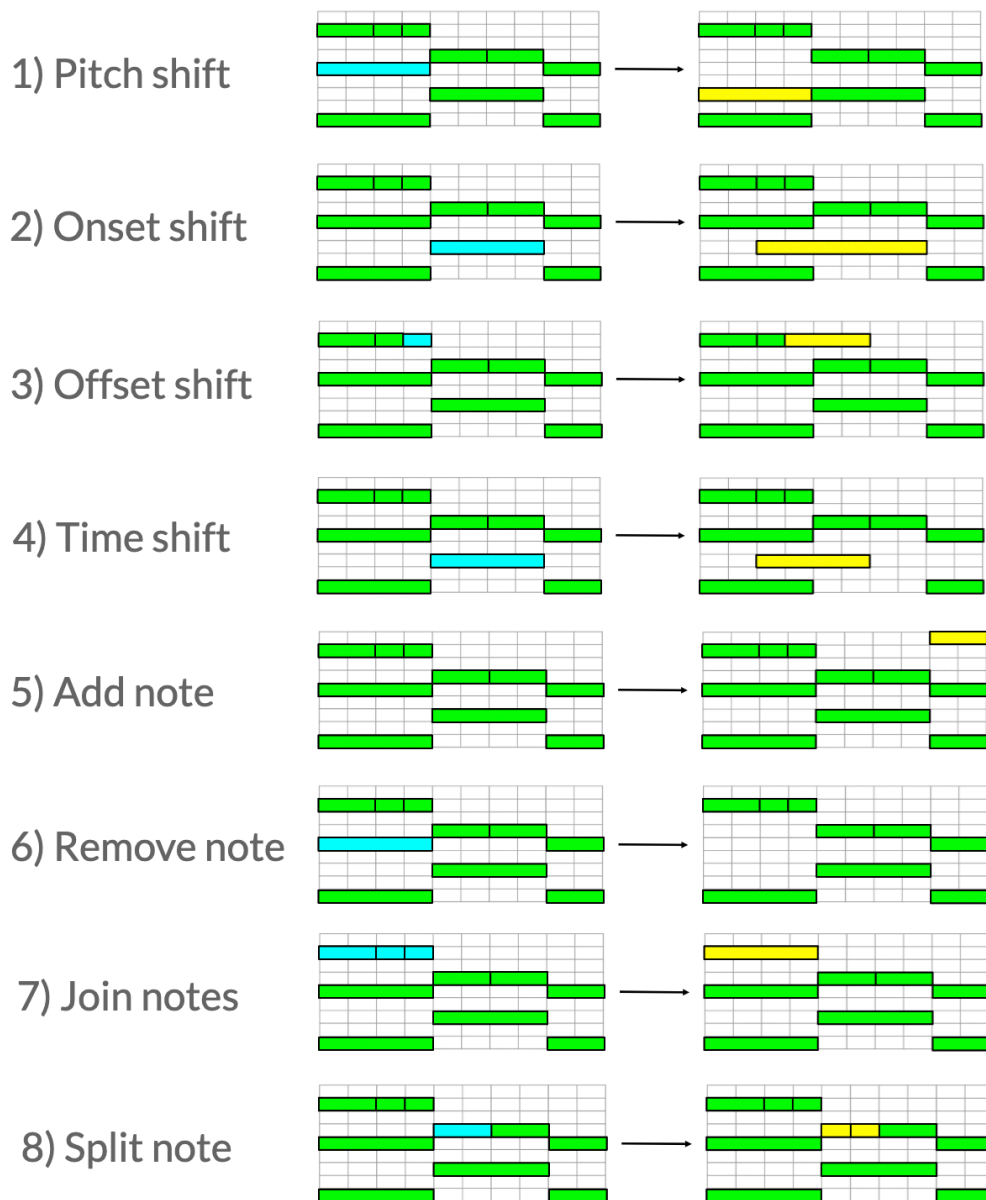 1) Pitch shift
2) Onset shift
3) Offset shift
4) Time shift
5) Add note
6) Remove note
7) Join notes
8) Split note